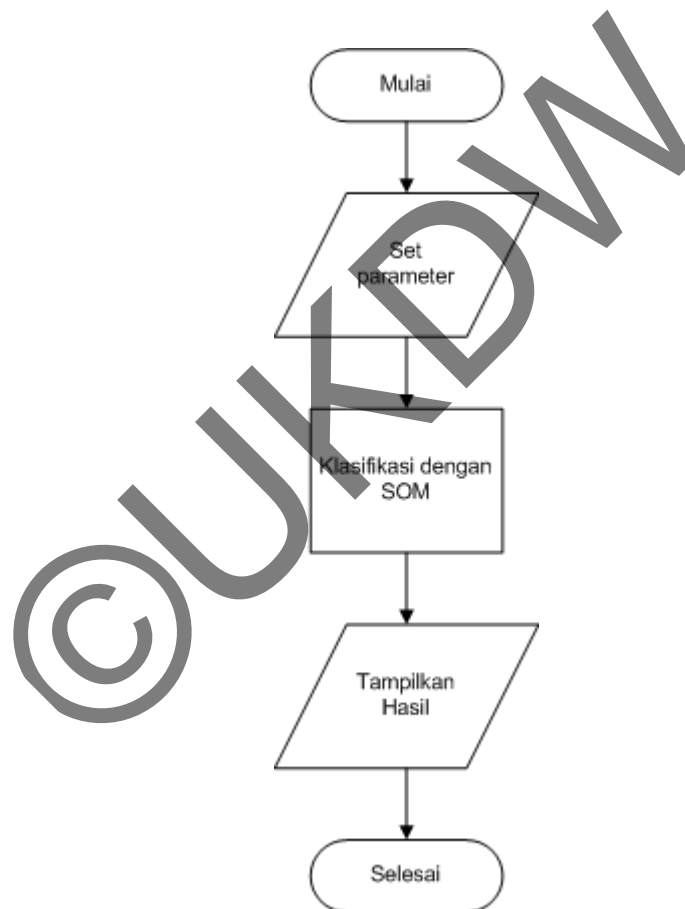 Mulai
Set
parameter
Klasifikasi dengan
SOM
Tampilkan
Hasil
Selesai
©UKDW